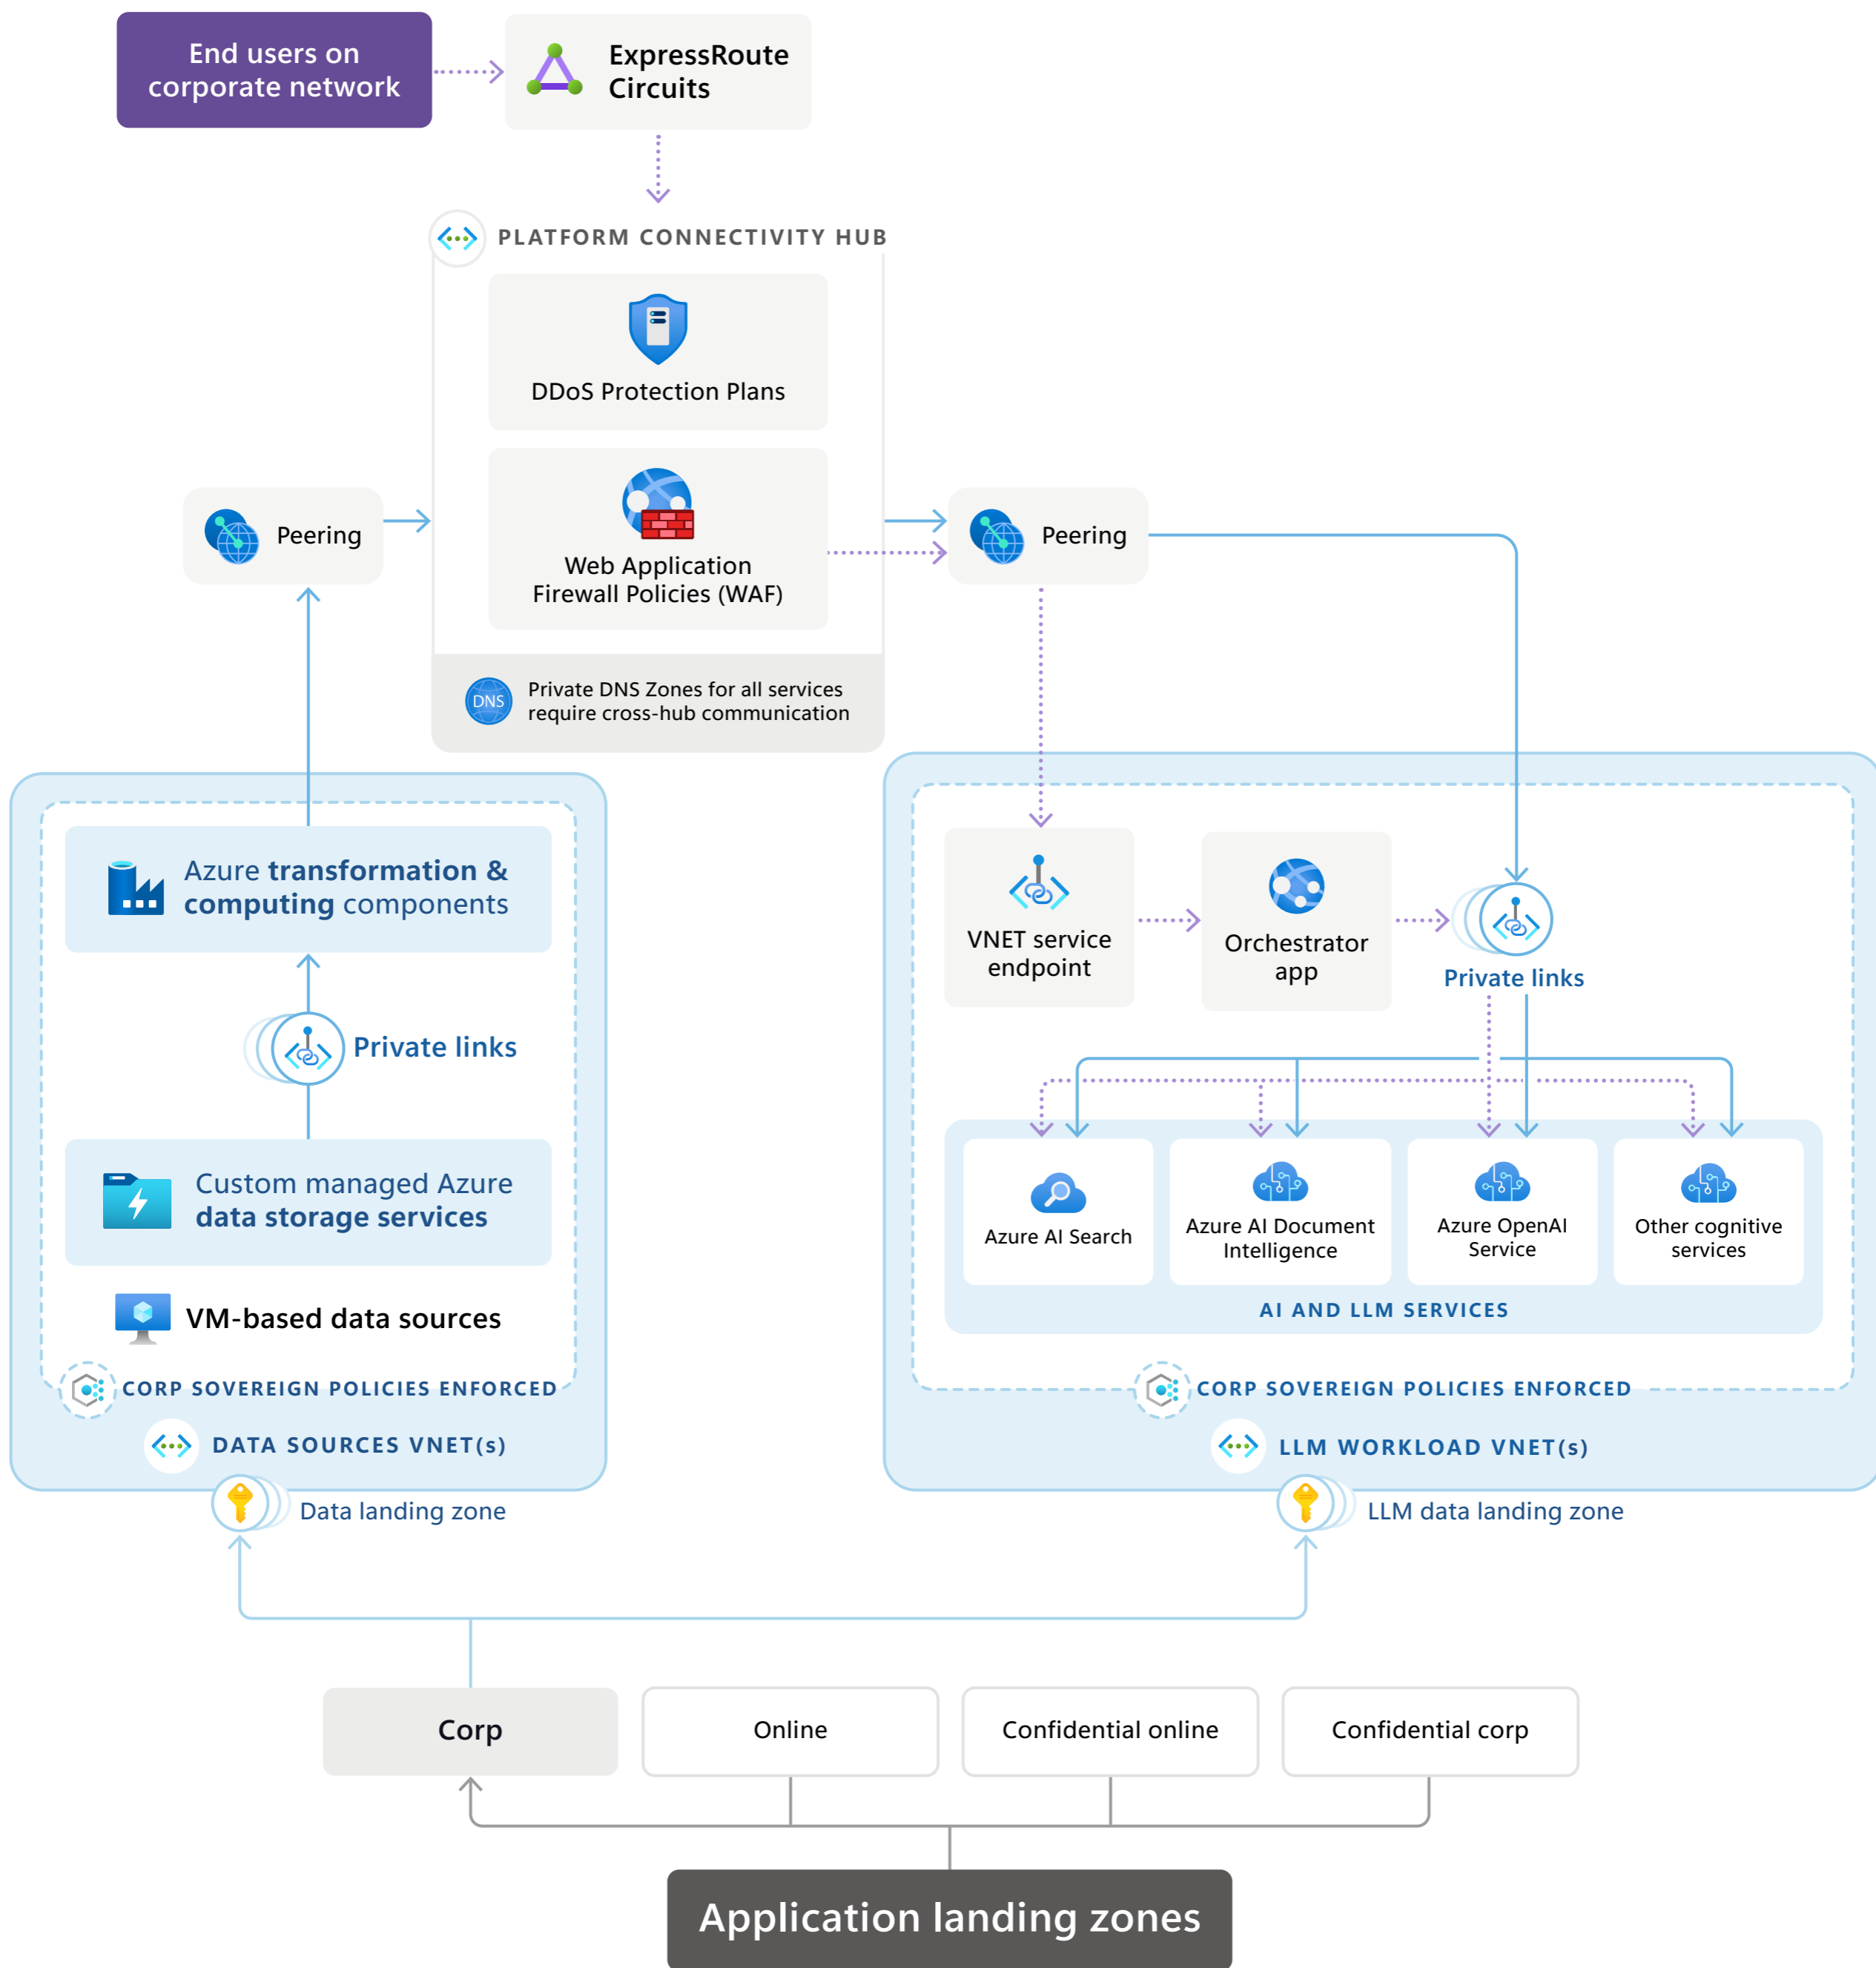 End users on
corporate network
ExpressRoute
Circuits
PLATFORM CONNECTIVITY HUB
DDoS Protection Plans
Peering
Web Application
Firewall Policies (WAF)
Peering
DNS
Private DNS Zones for all services
require cross-hub communication
Azure transformation &
computing components
Private links
Custom managed Azure
data storage services
VM-based data sources
CORP SOVEREIGN POLICIES ENFORCED
DATA SOURCES VNET(s)
Data landing zone
VNET service
endpoint
Orchestrator
app
Private links
Azure AI Search
Azure AI Document
Intelligence
Azure OpenAI
Service
Other cognitive
services
AI AND LLM SERVICES
CORP SOVEREIGN POLICIES ENFORCED
LLM WORKLOAD VNET(s)
LLM data landing zone
Corp
Online
Confidential online
Confidential corp
Application landing zones